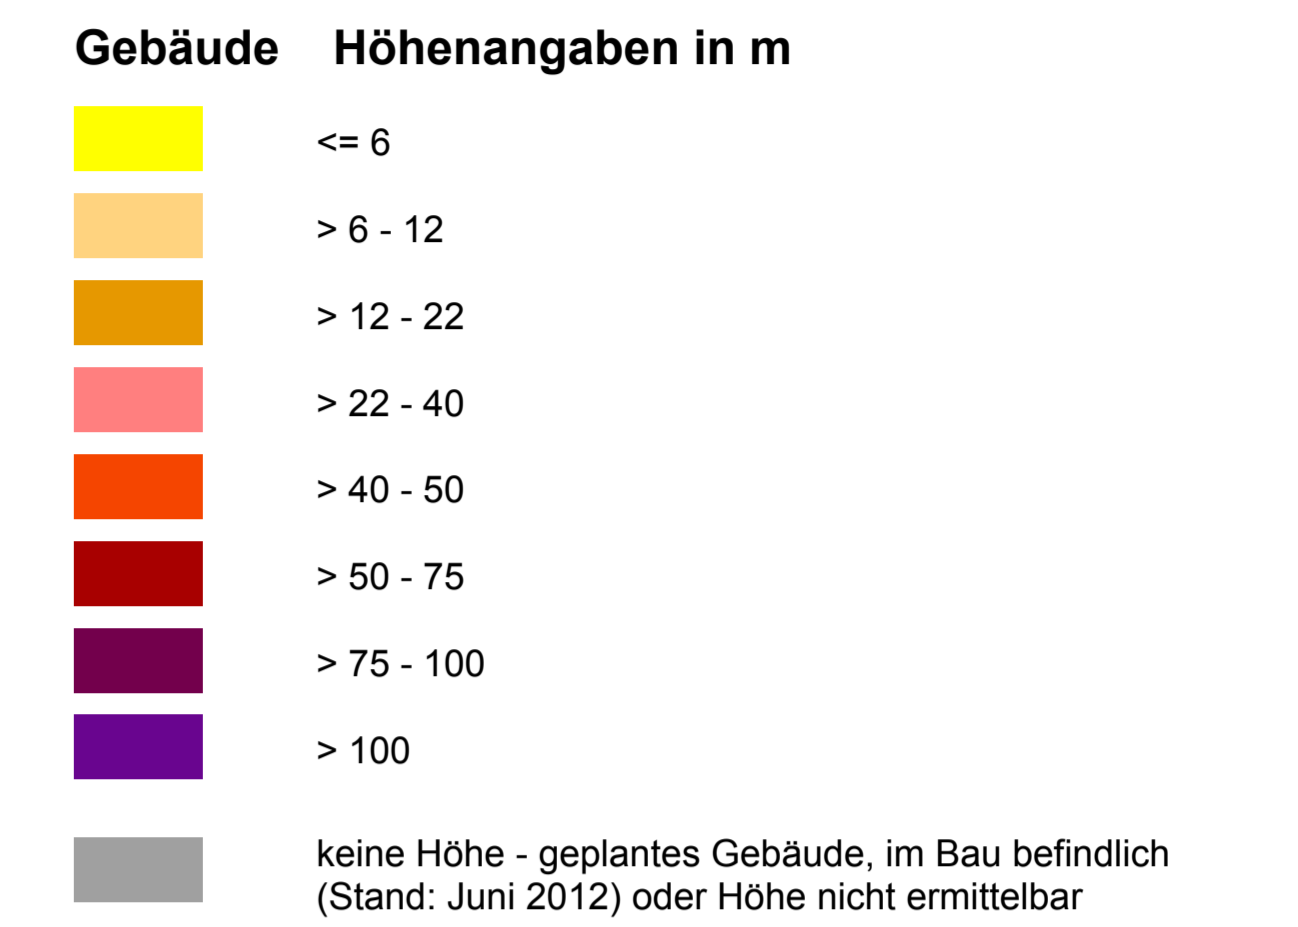 Gebäude Höhenangaben in m
<= 6
> 6 - 12
> 12 - 22
> 22 - 40
> 40 - 50
> 50 - 75
> 75 - 100
> 100
keine Höhe - geplantes Gebäude, im Bau befindlich
(Stand: Juni 2012) oder Höhe nicht ermittelbar